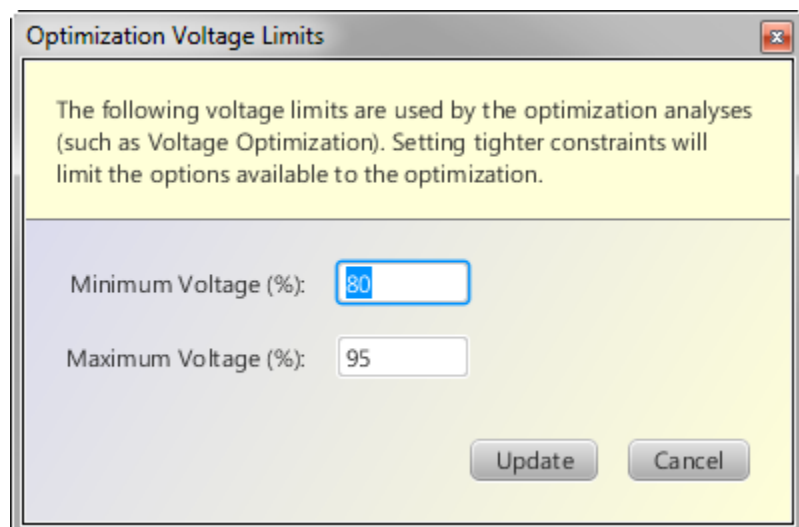 Optimization Voltage Limits
The following voltage limits are used by the optimization analyses
(such as Voltage Optimization). Setting tighter constraints will
limit the options available to the optimization.
Minimum Voltage (%): 80
Maximum Voltage (%): 95
Update Cancel